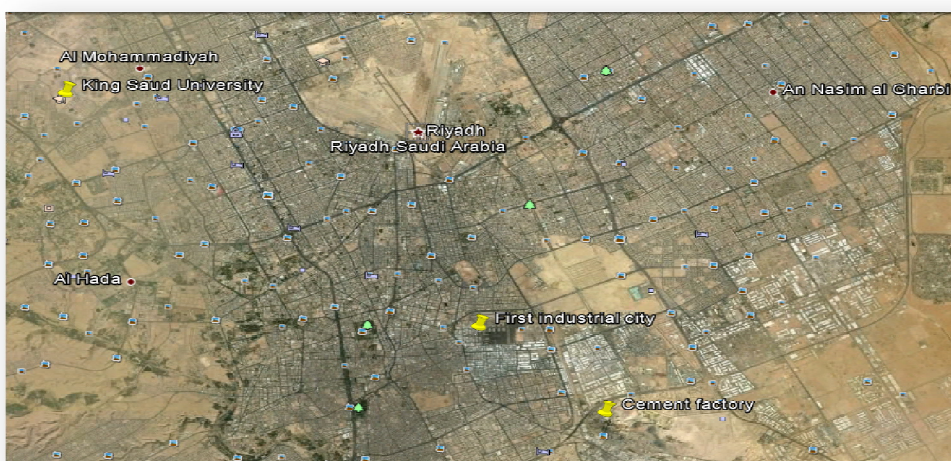 Al Mohammadiyah
King Saud University
An Nasim al Gharbi
Riyadh
Riyadh Saudi Arabia
Al Hada
First industrial city
Cement factory